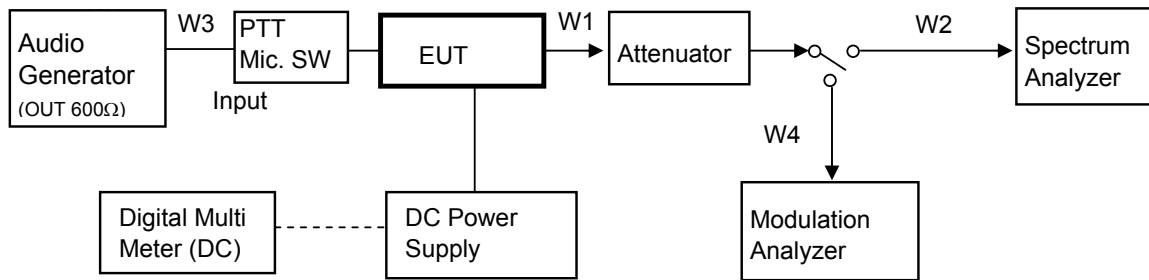 W3
Audio
Generator
(OUT 600Ω)
PTT
Mic. SW
Input
EUT
W1
Attenuator
W2
Spectrum
Analyzer
W4
Digital Multi
Meter (DC)
DC Power
Supply
Modulation
Analyzer